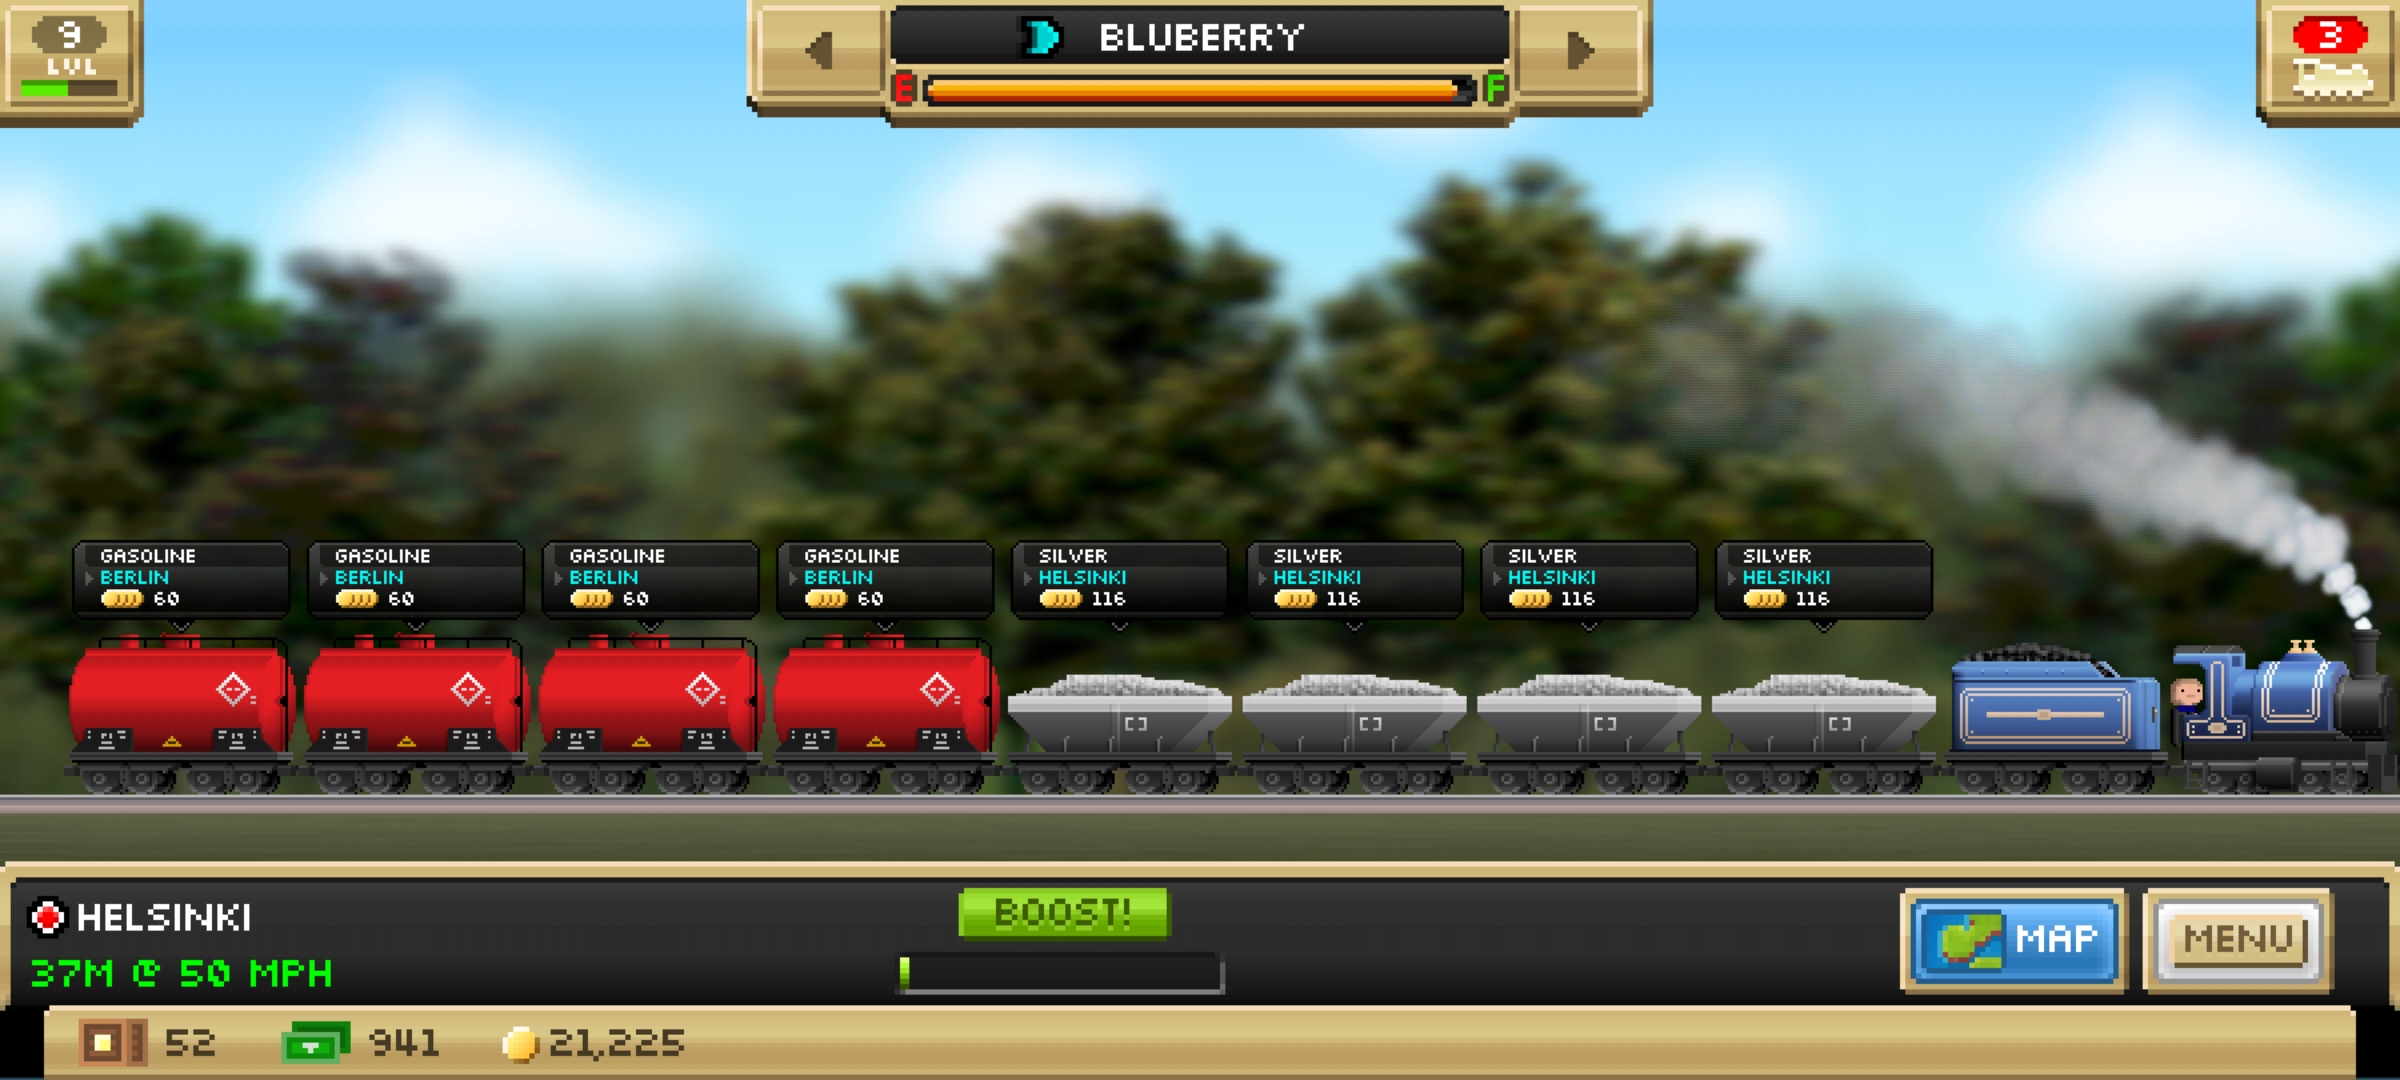 9
LVL
BLUBERRY
E
F
3
GASOLINE
BERLIN
60
GASOLINE
BERLIN
60
GASOLINE
BERLIN
60
GASOLINE
BERLIN
60
SILVER
HELSINKI
116
SILVER
HELSINKI
116
SILVER
HELSINKI
116
SILVER
HELSINKI
116
HELSINKI
37M @ 50 MPH
BOOST!
MAP
MENU
52
941
21,225